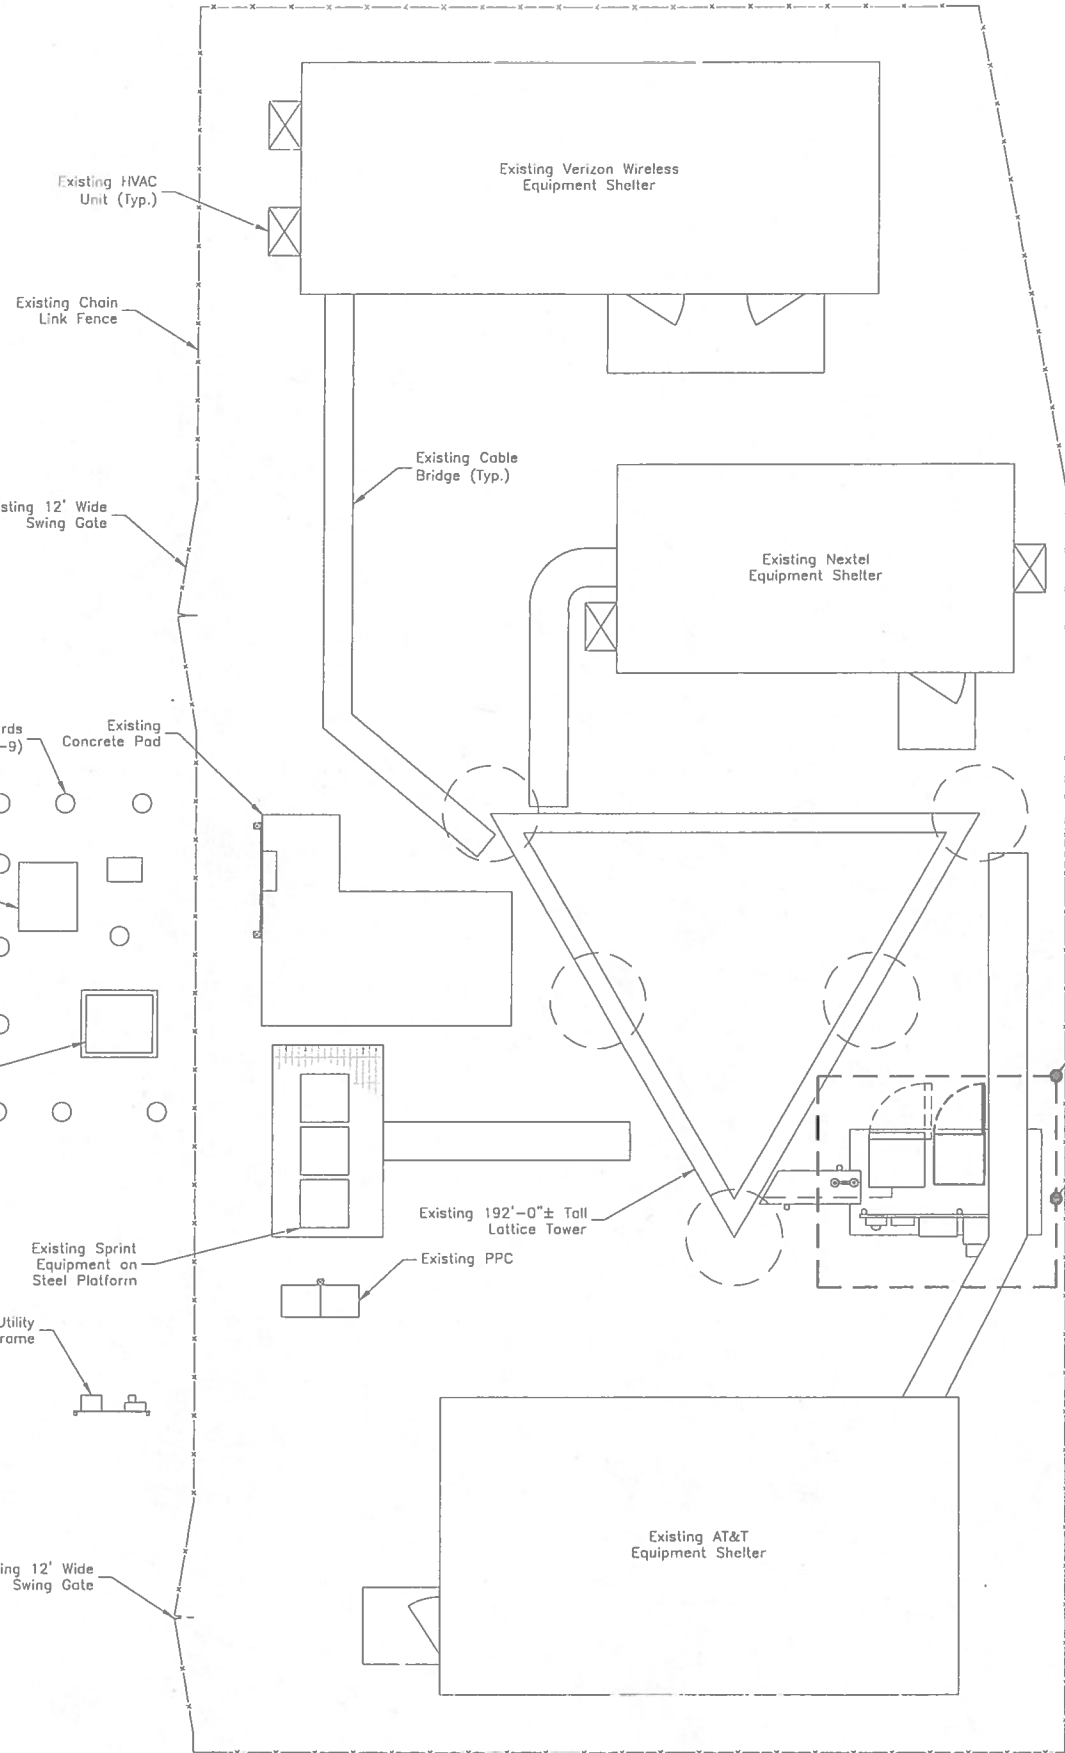 Existing Verizon Wireless
Equipment Shelter
Existing HVAC
Unit (Typ.)
Existing Chain
Link Fence
Existing Cable
Bridge (Typ.)
sting 12' Wide
Swing Gate
Existing Nextel
Equipment Shelter
rds
-9)
Existing
Concrete Pad
Existing 192'-0"± Tall
Lattice Tower
Existing Sprint
Equipment on
Steel Platform
Existing PPC
Utility
rame
Existing AT&T
Equipment Shelter
ing 12' Wide
Swing Gate